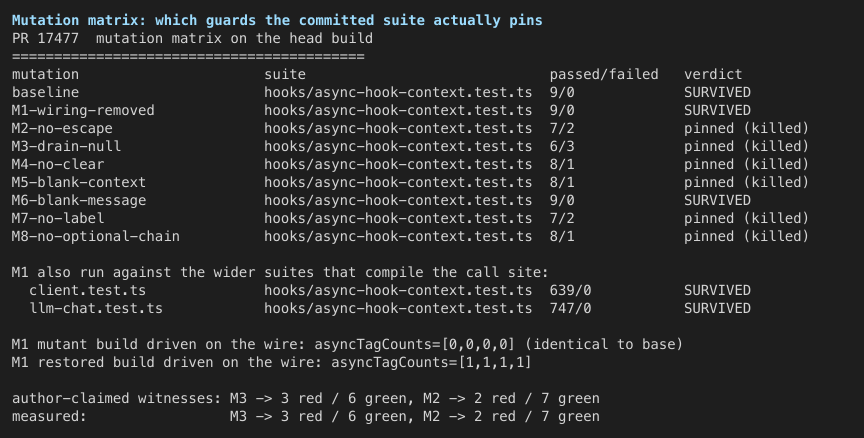 Mutation matrix: which guards the committed suite actually pins
PR 17477  mutation matrix on the head build
=========================================
mutation                suite                            passed/failed   verdict
baseline                hooks/async-hook-context.test.ts  9/0            SURVIVED
M1-wiring-removed       hooks/async-hook-context.test.ts  9/0            SURVIVED
M2-no-escape            hooks/async-hook-context.test.ts  7/2            pinned (killed)
M3-drain-null           hooks/async-hook-context.test.ts  6/3            pinned (killed)
M4-no-clear             hooks/async-hook-context.test.ts  8/1            pinned (killed)
M5-blank-context        hooks/async-hook-context.test.ts  8/1            pinned (killed)
M6-blank-message        hooks/async-hook-context.test.ts  9/0            SURVIVED
M7-no-label             hooks/async-hook-context.test.ts  7/2            pinned (killed)
M8-no-optional-chain    hooks/async-hook-context.test.ts  8/1            pinned (killed)
M1 also run against the wider suites that compile the call site:
  client.test.ts        hooks/async-hook-context.test.ts  639/0          SURVIVED
  llm-chat.test.ts      hooks/async-hook-context.test.ts  747/0          SURVIVED
M1 mutant build driven on the wire: asyncTagCounts=[0,0,0,0] (identical to base)
M1 restored build driven on the wire: asyncTagCounts=[1,1,1,1]
author-claimed witnesses: M3 -> 3 red / 6 green, M2 -> 2 red / 7 green
measured:                 M3 -> 3 red / 6 green, M2 -> 2 red / 7 green